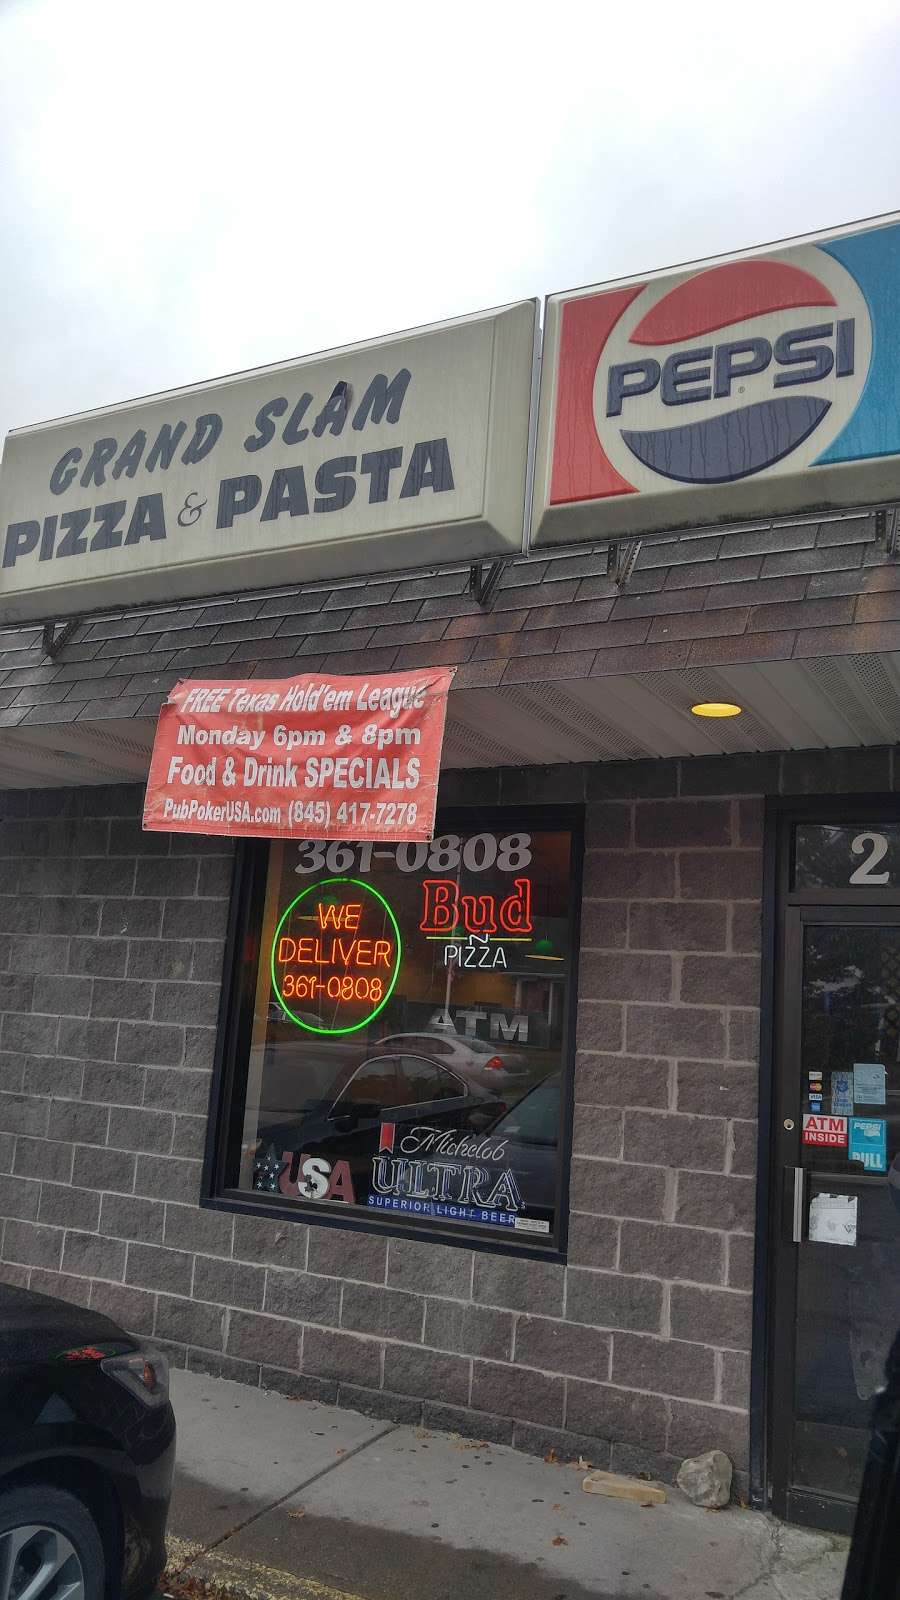 GRAND SLAM
PIZZA & PASTA
PEPSI
FREE Texas Hold'em League
Monday 6pm & 8pm
Food & Drink SPECIALS
PubPokerUSA.com (845) 417-7278
361-0808
2
WE
DELIVER
361-0808
Bud
N
PIZZA
ATM
USA
Michelob
ULTRA
SUPERIOR LIGHT BEER
VISA
ATM
INSIDE
PEPSI
PULL